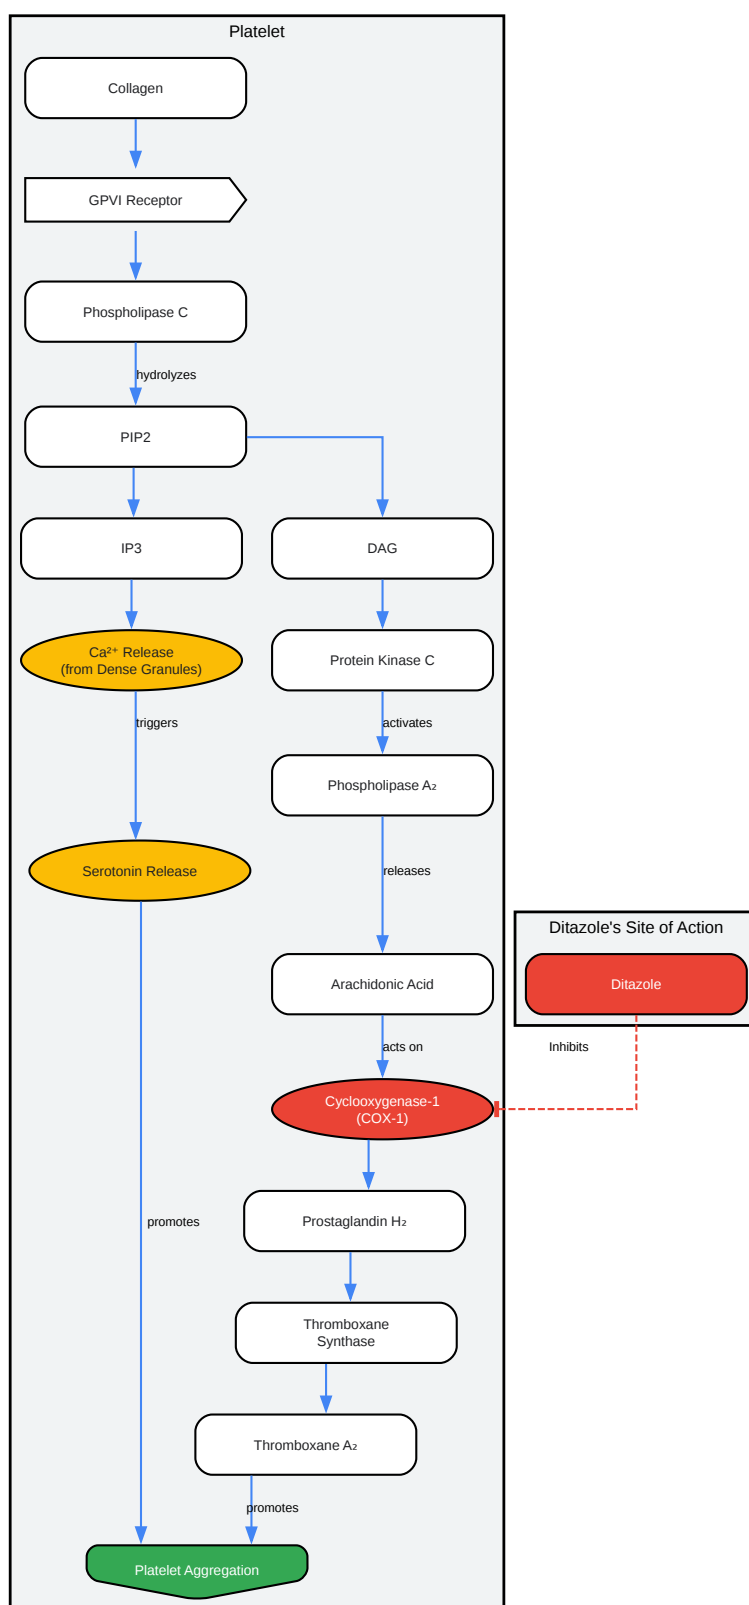 Platelet
Collagen
GPVI Receptor
Phospholipase C
hydrolyzes
PIP2
IP3
DAG
Ca²⁺ Release
(from Dense Granules)
Protein Kinase C
triggers
activates
Phospholipase A₂
Serotonin Release
releases
Ditazole's Site of Action
Arachidonic Acid
Ditazole
acts on
Inhibits
Cyclooxygenase-1
(COX-1)
Prostaglandin H₂
promotes
Thromboxane
Synthase
Thromboxane A₂
promotes
Platelet Aggregation